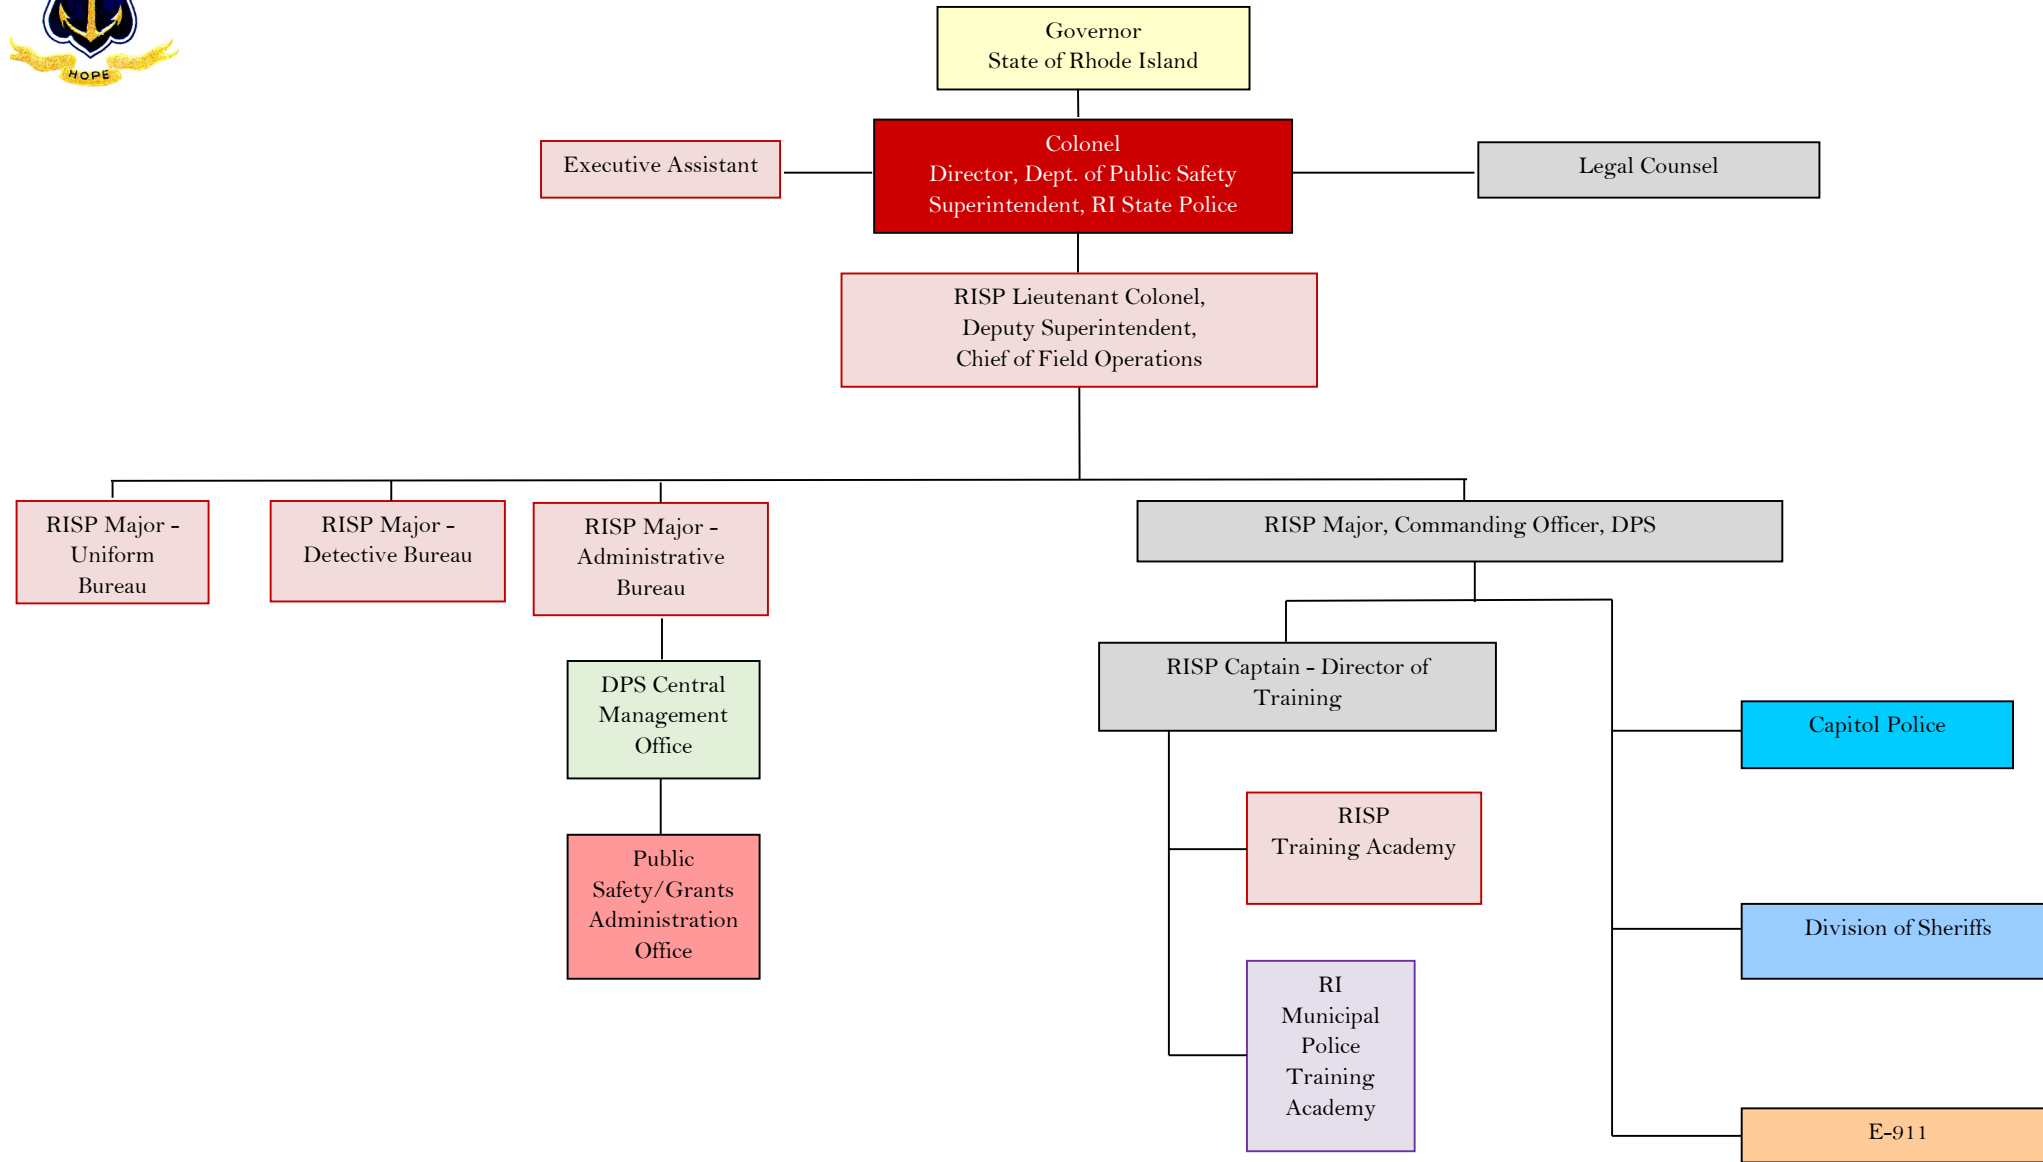 HOPE
Governor
State of Rhode Island
Executive Assistant
Colonel
Director, Dept. of Public Safety
Superintendent, RI State Police
Legal Counsel
RISP Lieutenant Colonel,
Deputy Superintendent,
Chief of Field Operations
RISP Major -
Uniform
Bureau
RISP Major -
Detective Bureau
RISP Major -
Administrative
Bureau
RISP Major, Commanding Officer, DPS
DPS Central
Management
Office
Public
Safety/Grants
Administration
Office
RISP Captain - Director of
Training
RISP
Training Academy
RI
Municipal
Police
Training
Academy
Capitol Police
Division of Sheriffs
E-911